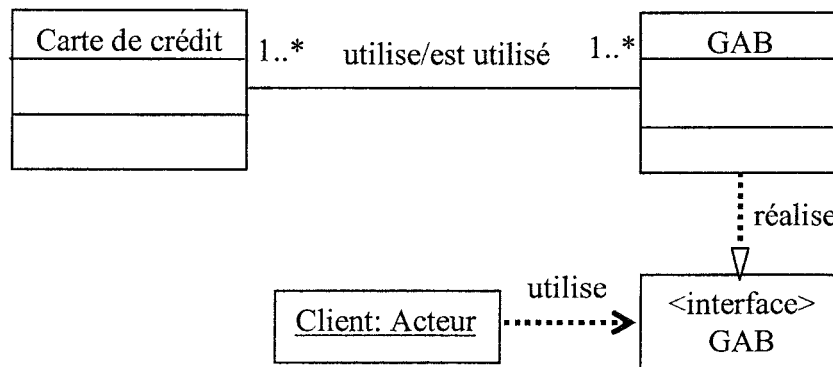 Carte de crédit
1..*
utilise/est utilisé
1..*
GAB
réalise
Client: Acteur
utilise
<interface>
GAB